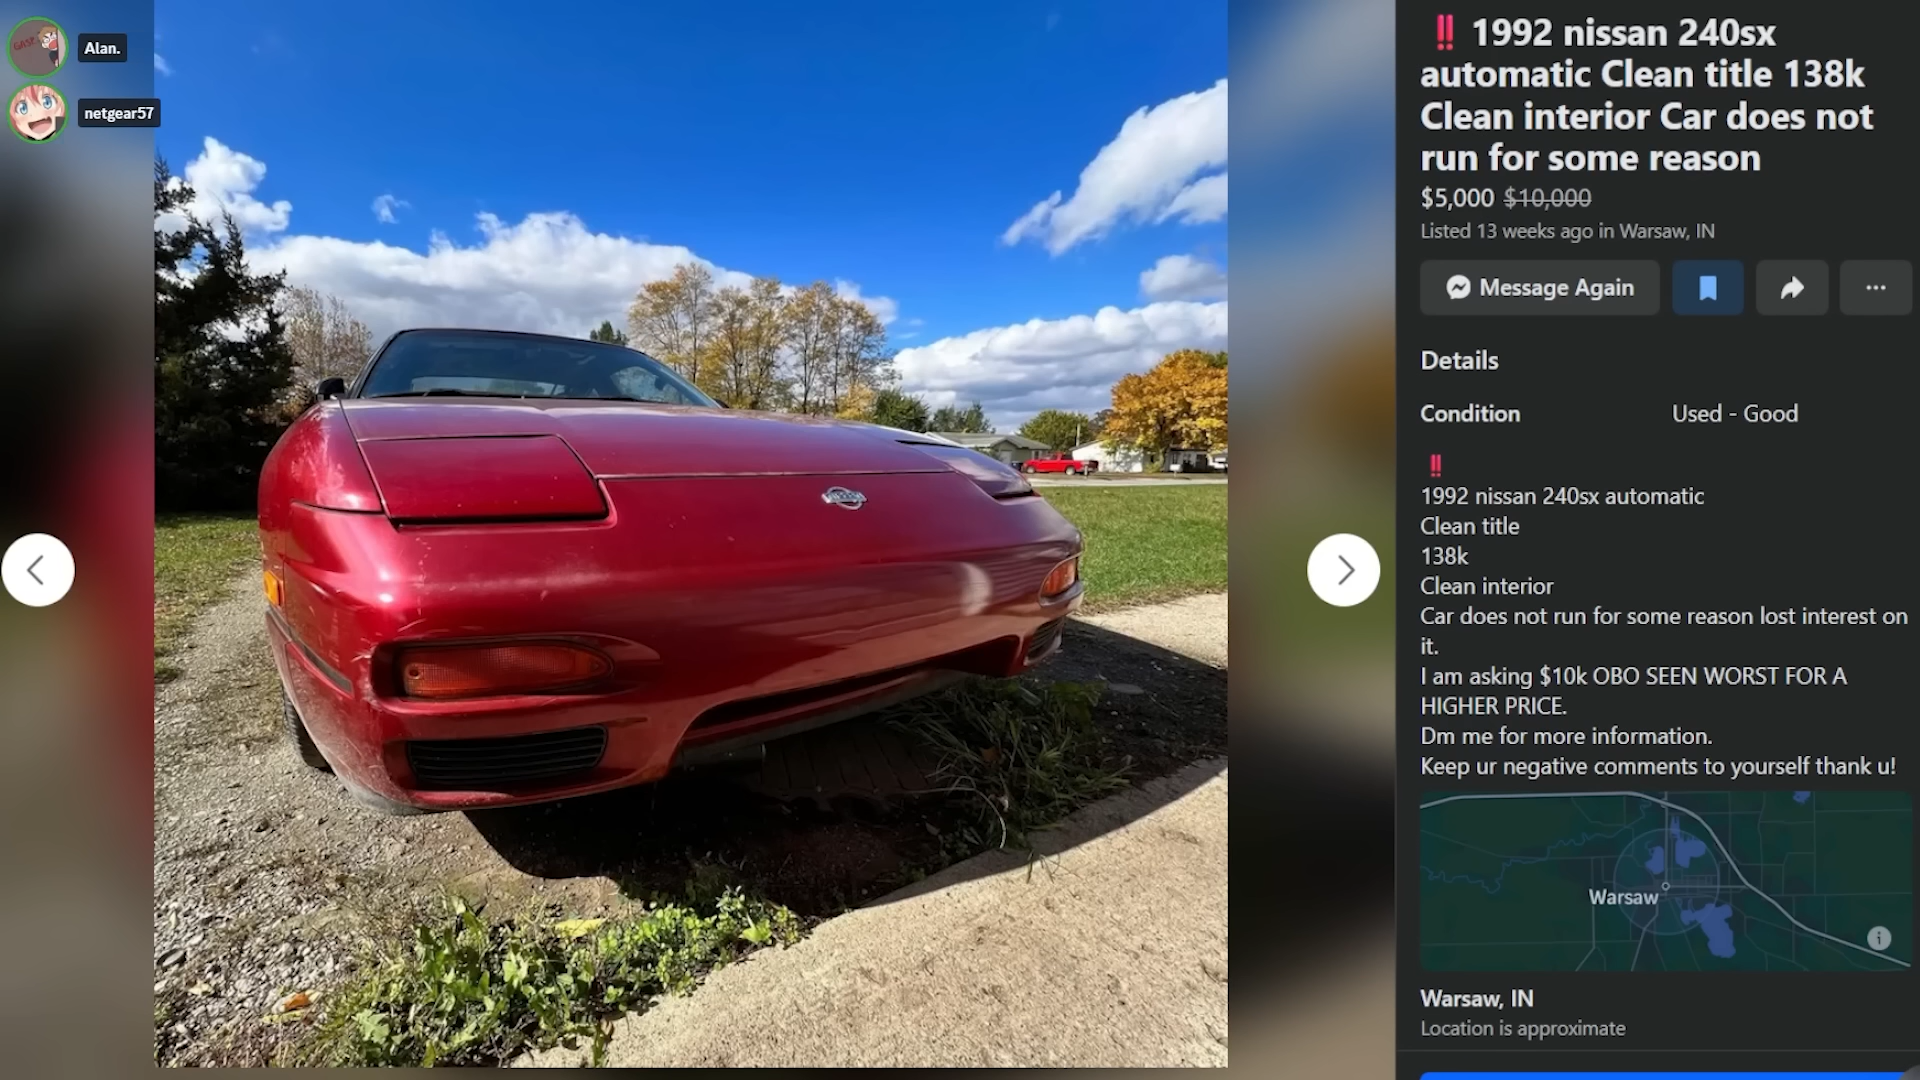 Alan.
netgear57
‼ 1992 nissan 240sx
automatic Clean title 138k
Clean interior Car does not
run for some reason
$5,000 $10,000
Listed 13 weeks ago in Warsaw, IN
Message Again
Details
Condition Used - Good
‼
1992 nissan 240sx automatic
Clean title
138k
Clean interior
Car does not run for some reason lost interest on
it.
I am asking $10k OBO SEEN WORST FOR A
HIGHER PRICE.
Dm me for more information.
Keep ur negative comments to yourself thank u!
Warsaw
Warsaw, IN
Location is approximate